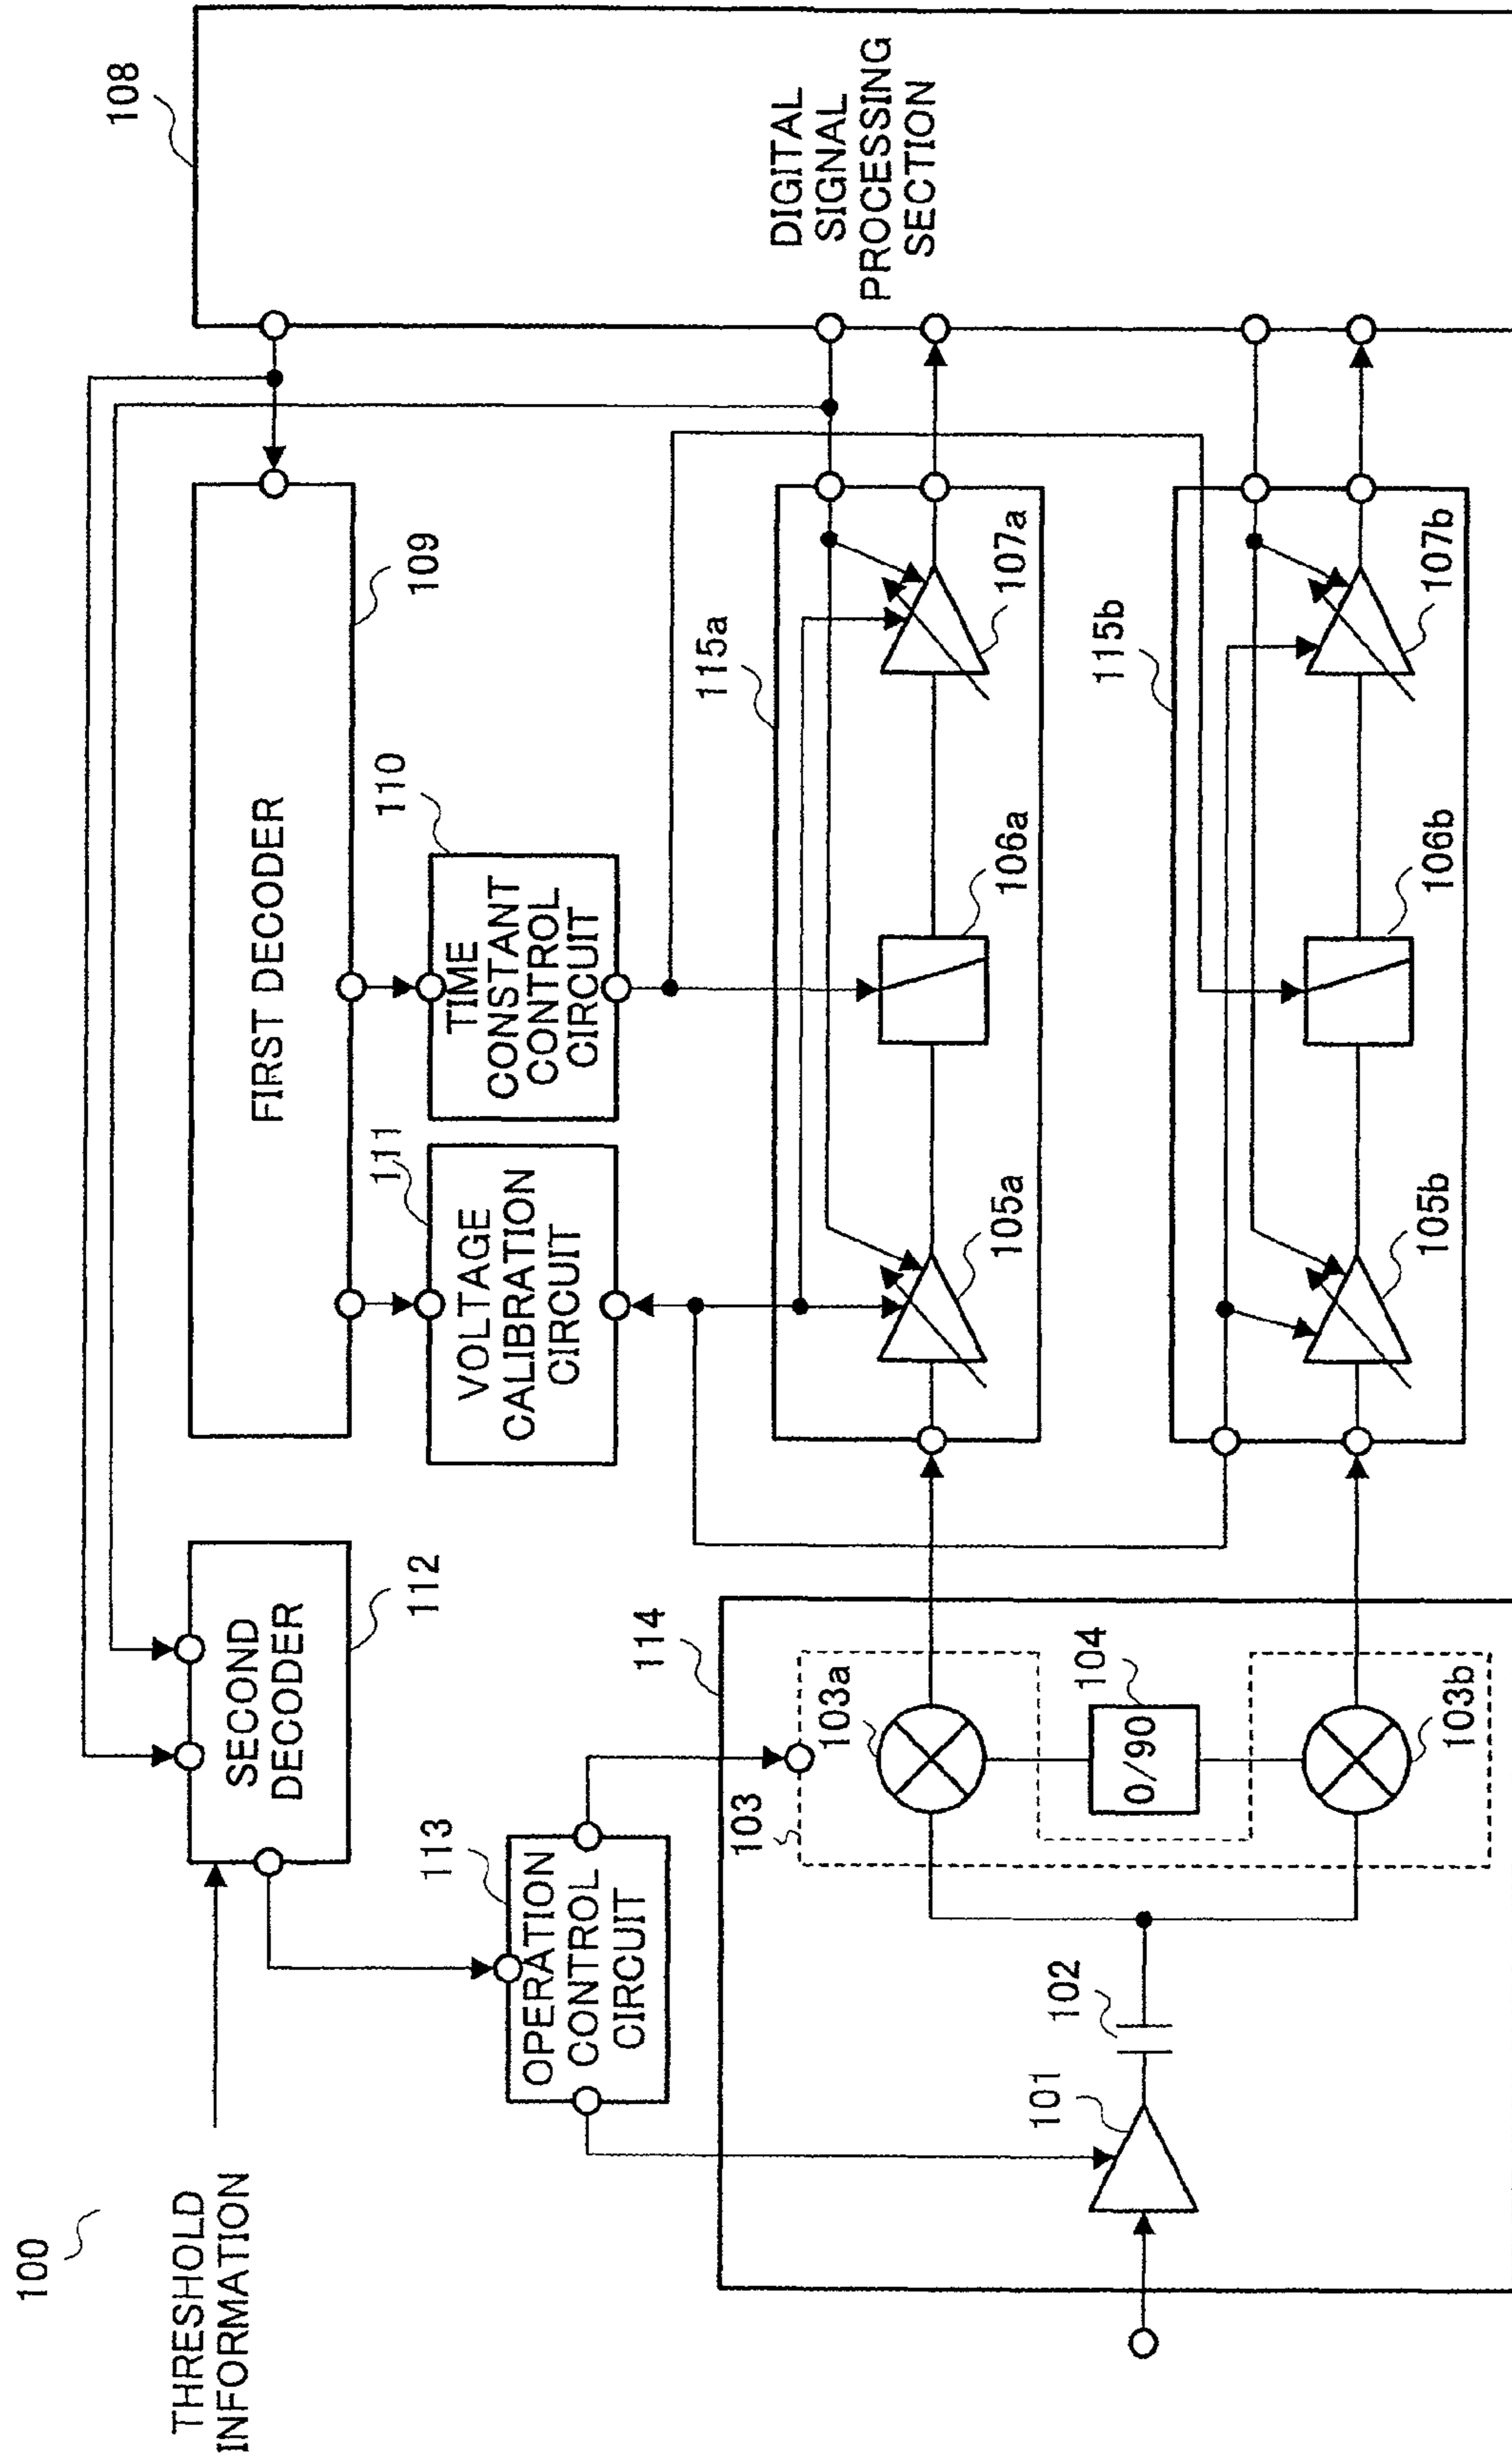 100
THRESHOLD
INFORMATION
SECOND
DECODER
112
FIRST DECODER
109
108
DIGITAL
SIGNAL
PROCESSING
SECTION
113
OPERATION
CONTROL
CIRCUIT
111
VOLTAGE
CALIBRATION
CIRCUIT
110
TIME
CONSTANT
CONTROL
CIRCUIT
114
103
103a
104
0/90
103b
101
102
115a
105a
106a
107a
115b
105b
106b
107b